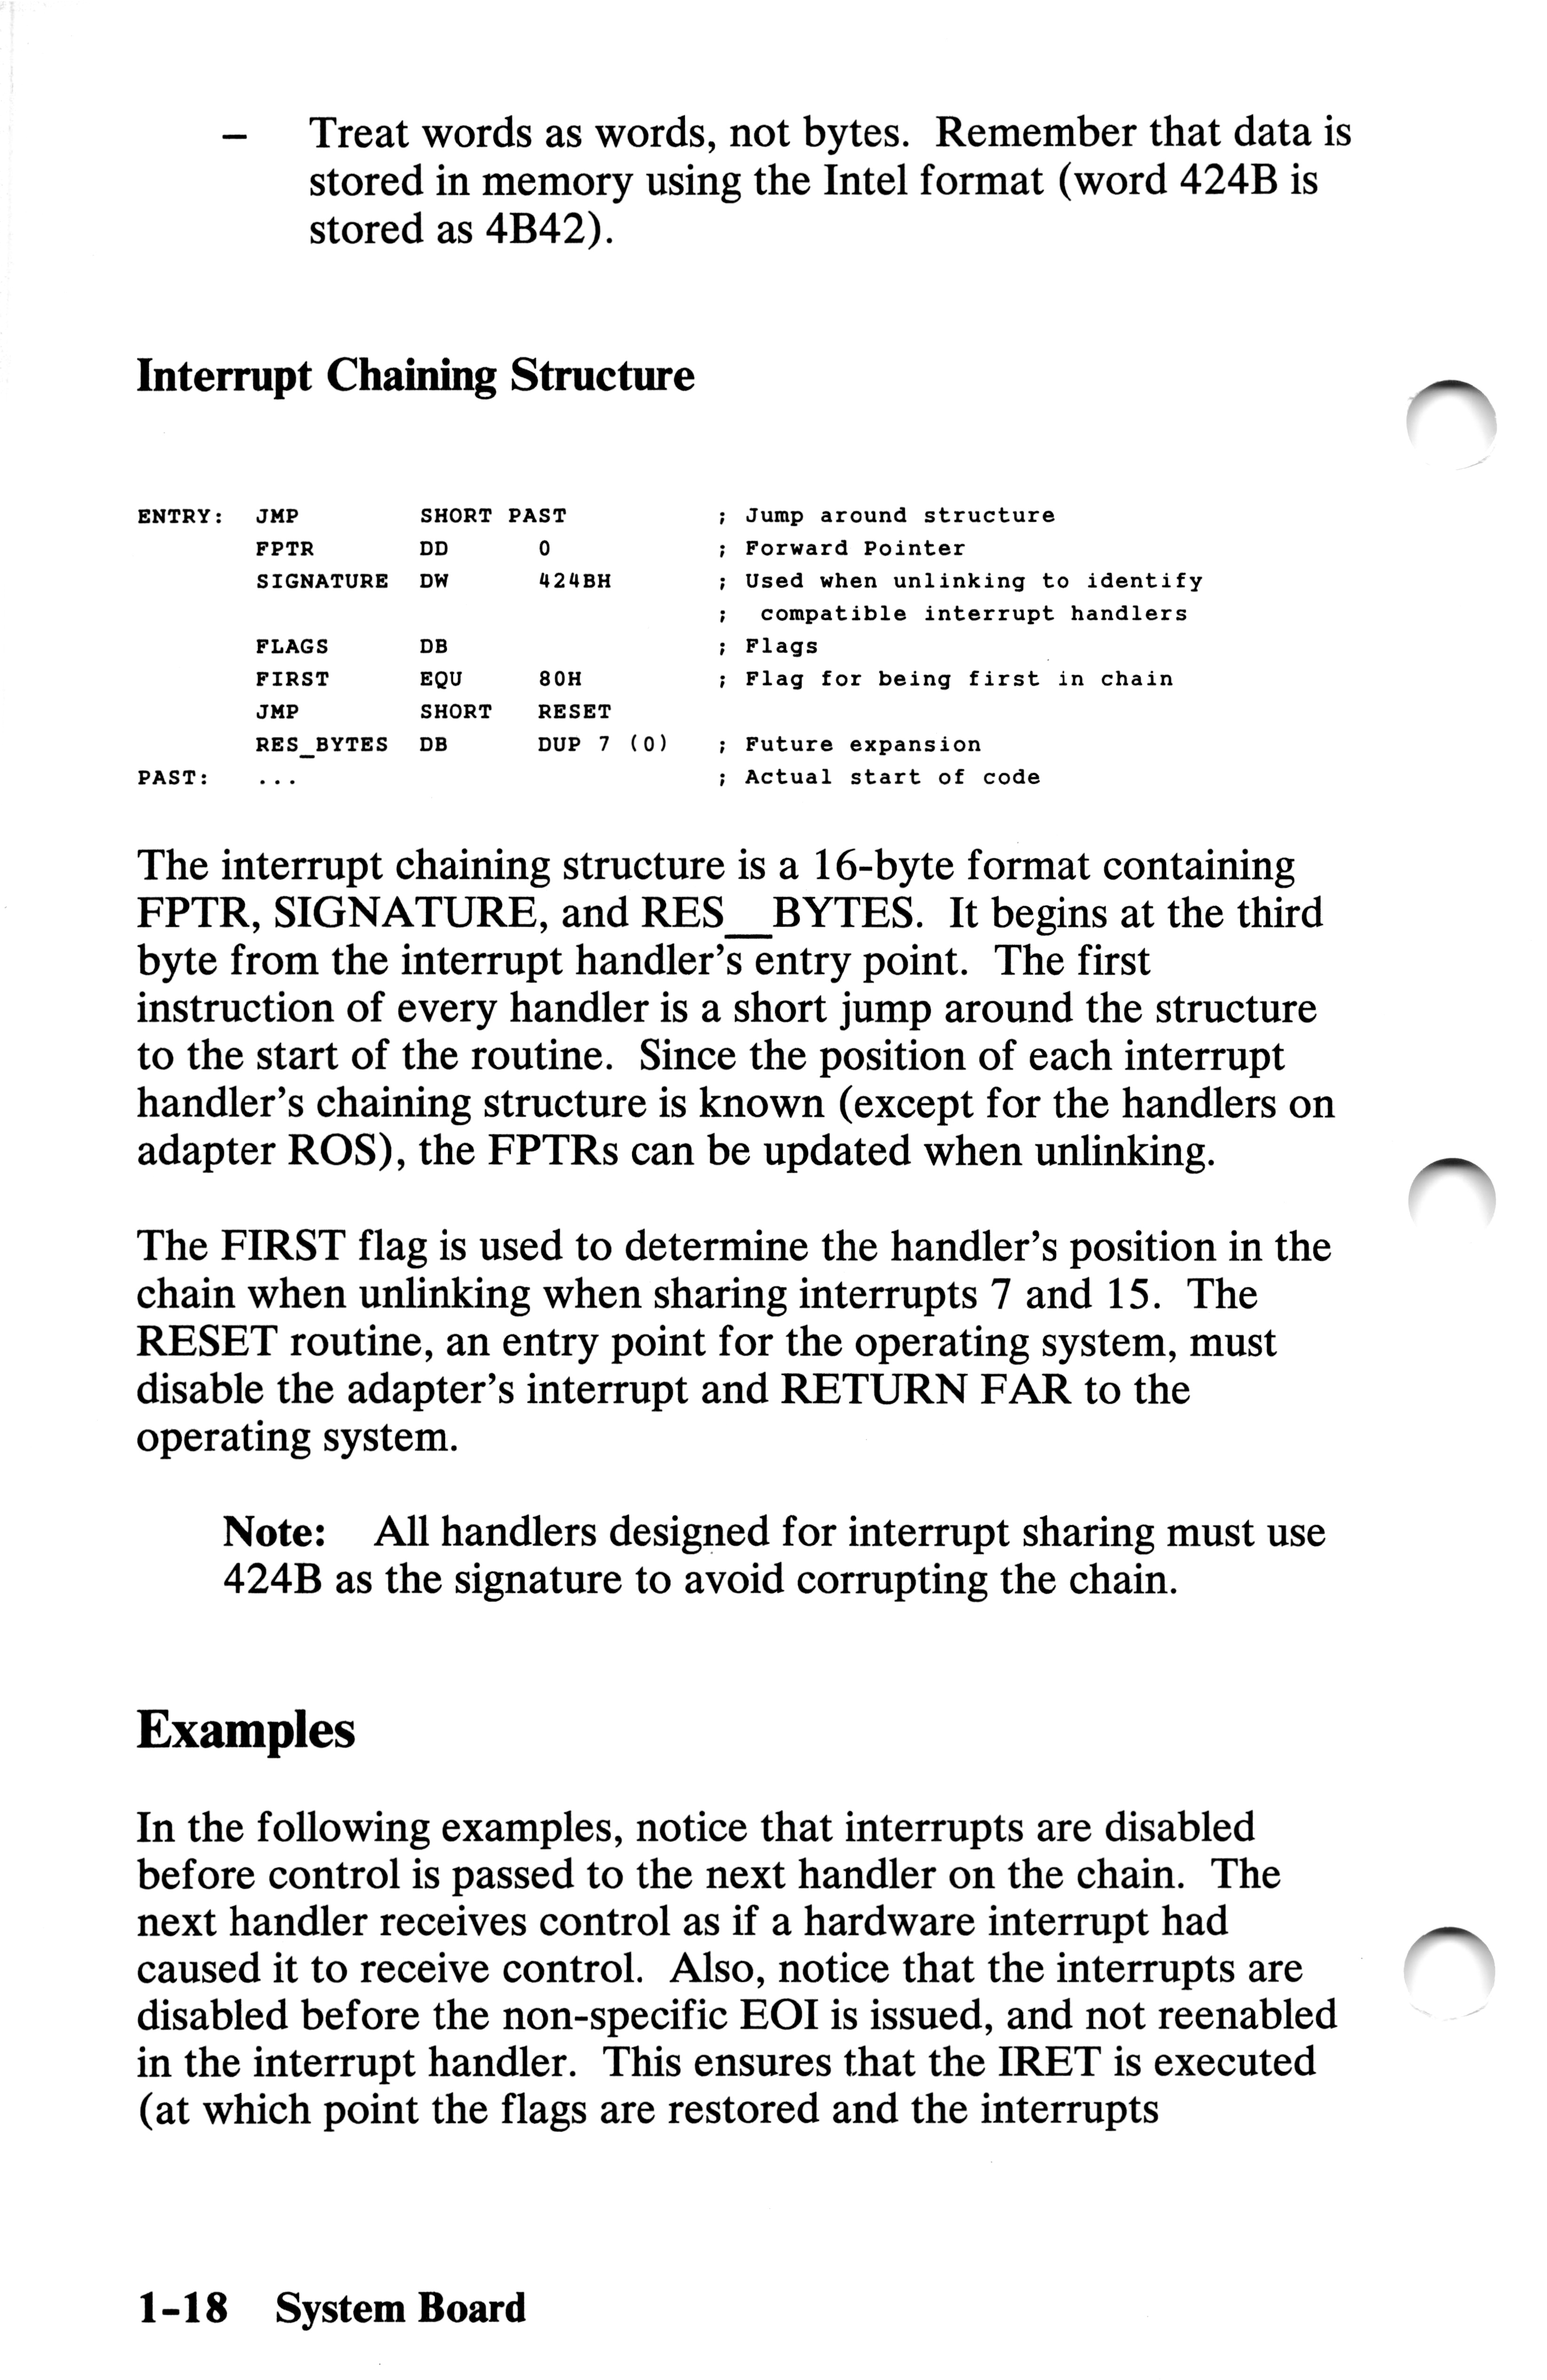 – Treat words as words, not bytes. Remember that data is
stored in memory using the Intel format (word 424B is
stored as 4B42).
Interrupt Chaining Structure
ENTRY: JMP SHORT PAST ; Jump around structure
FPTR DD 0 ; Forward Pointer
SIGNATURE DW 424BH ; Used when unlinking to identify
; compatible interrupt handlers
FLAGS DB ; Flags
FIRST EQU 80H ; Flag for being first in chain
JMP SHORT RESET
RES_BYTES DB DUP 7 (0) ; Future expansion
PAST: ... ; Actual start of code
The interrupt chaining structure is a 16-byte format containing
FPTR, SIGNATURE, and RES_BYTES. It begins at the third
byte from the interrupt handler's entry point. The first
instruction of every handler is a short jump around the structure
to the start of the routine. Since the position of each interrupt
handler's chaining structure is known (except for the handlers on
adapter ROS), the FPTRs can be updated when unlinking.
The FIRST flag is used to determine the handler's position in the
chain when unlinking when sharing interrupts 7 and 15. The
RESET routine, an entry point for the operating system, must
disable the adapter's interrupt and RETURN FAR to the
operating system.
Note: All handlers designed for interrupt sharing must use
424B as the signature to avoid corrupting the chain.
Examples
In the following examples, notice that interrupts are disabled
before control is passed to the next handler on the chain. The
next handler receives control as if a hardware interrupt had
caused it to receive control. Also, notice that the interrupts are
disabled before the non-specific EOI is issued, and not reenabled
in the interrupt handler. This ensures that the IRET is executed
(at which point the flags are restored and the interrupts
1-18 System Board